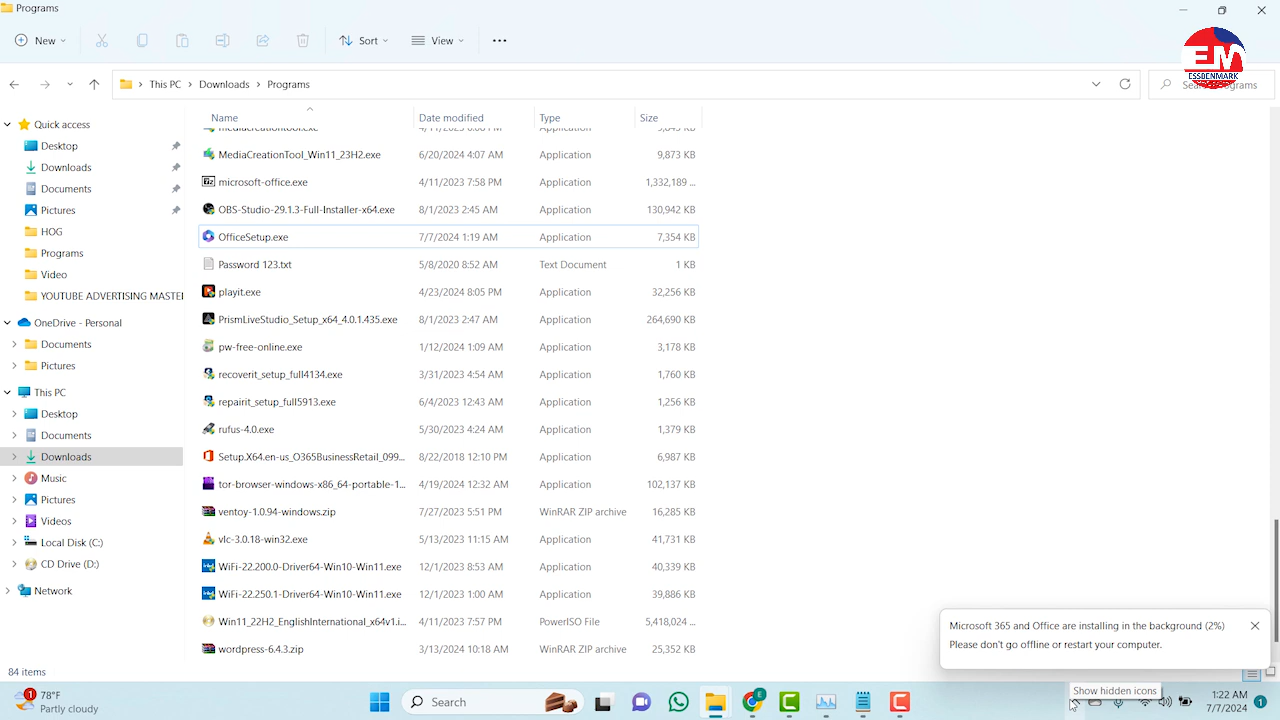 Programs
New
Sort
View
EM
ESSDENMARK
This PC > Downloads > Programs
Search Programs
Name Date modified Type Size
mediacreationtool.exe Application
MediaCreationTool_Win11_23H2.exe 6/20/2024 4:07 AM Application 9,873 KB
microsoft-office.exe 4/11/2023 7:58 PM Application 1,332,189 ...
OBS-Studio-29.1.3-Full-Installer-x64.exe 8/1/2023 2:45 AM Application 130,942 KB
OfficeSetup.exe 7/7/2024 1:19 AM Application 7,354 KB
Password 123.txt 5/8/2020 8:52 AM Text Document 1 KB
playit.exe 4/23/2024 8:05 PM Application 32,256 KB
PrismLiveStudio_Setup_x64_4.0.1.435.exe 8/1/2023 2:47 AM Application 264,690 KB
pw-free-online.exe 1/12/2024 1:09 AM Application 3,178 KB
recoverit_setup_full4134.exe 3/31/2023 4:54 AM Application 1,760 KB
repairit_setup_full5913.exe 6/4/2023 12:43 AM Application 1,256 KB
rufus-4.0.exe 5/30/2023 4:24 AM Application 1,379 KB
Setup.X64.en-us_O365BusinessRetail_099... 8/22/2018 12:10 PM Application 6,987 KB
tor-browser-windows-x86_64-portable-1... 4/19/2024 12:32 AM Application 102,137 KB
ventoy-1.0.94-windows.zip 7/27/2023 5:51 PM WinRAR ZIP archive 16,285 KB
vlc-3.0.18-win32.exe 5/13/2023 11:15 AM Application 41,731 KB
WiFi-22.200.0-Driver64-Win10-Win11.exe 12/1/2023 8:53 AM Application 40,339 KB
WiFi-22.250.1-Driver64-Win10-Win11.exe 12/1/2023 1:00 AM Application 39,886 KB
Win11_22H2_EnglishInternational_x64v1.i... 4/11/2023 7:57 PM PowerISO File 5,418,024 ...
wordpress-6.4.3.zip 3/13/2024 10:18 AM WinRAR ZIP archive 25,352 KB
Quick access
Desktop
Downloads
Documents
Pictures
HOG
Programs
Video
YOUTUBE ADVERTISING MASTE
OneDrive - Personal
Documents
Pictures
This PC
Desktop
Documents
Downloads
Music
Pictures
Videos
Local Disk (C:)
CD Drive (D:)
Network
84 items
Microsoft 365 and Office are installing in the background (2%)
Please don't go offline or restart your computer.
Show hidden icons
1
78°F
Partly cloudy
Search
E
1:22 AM
7/7/2024
1